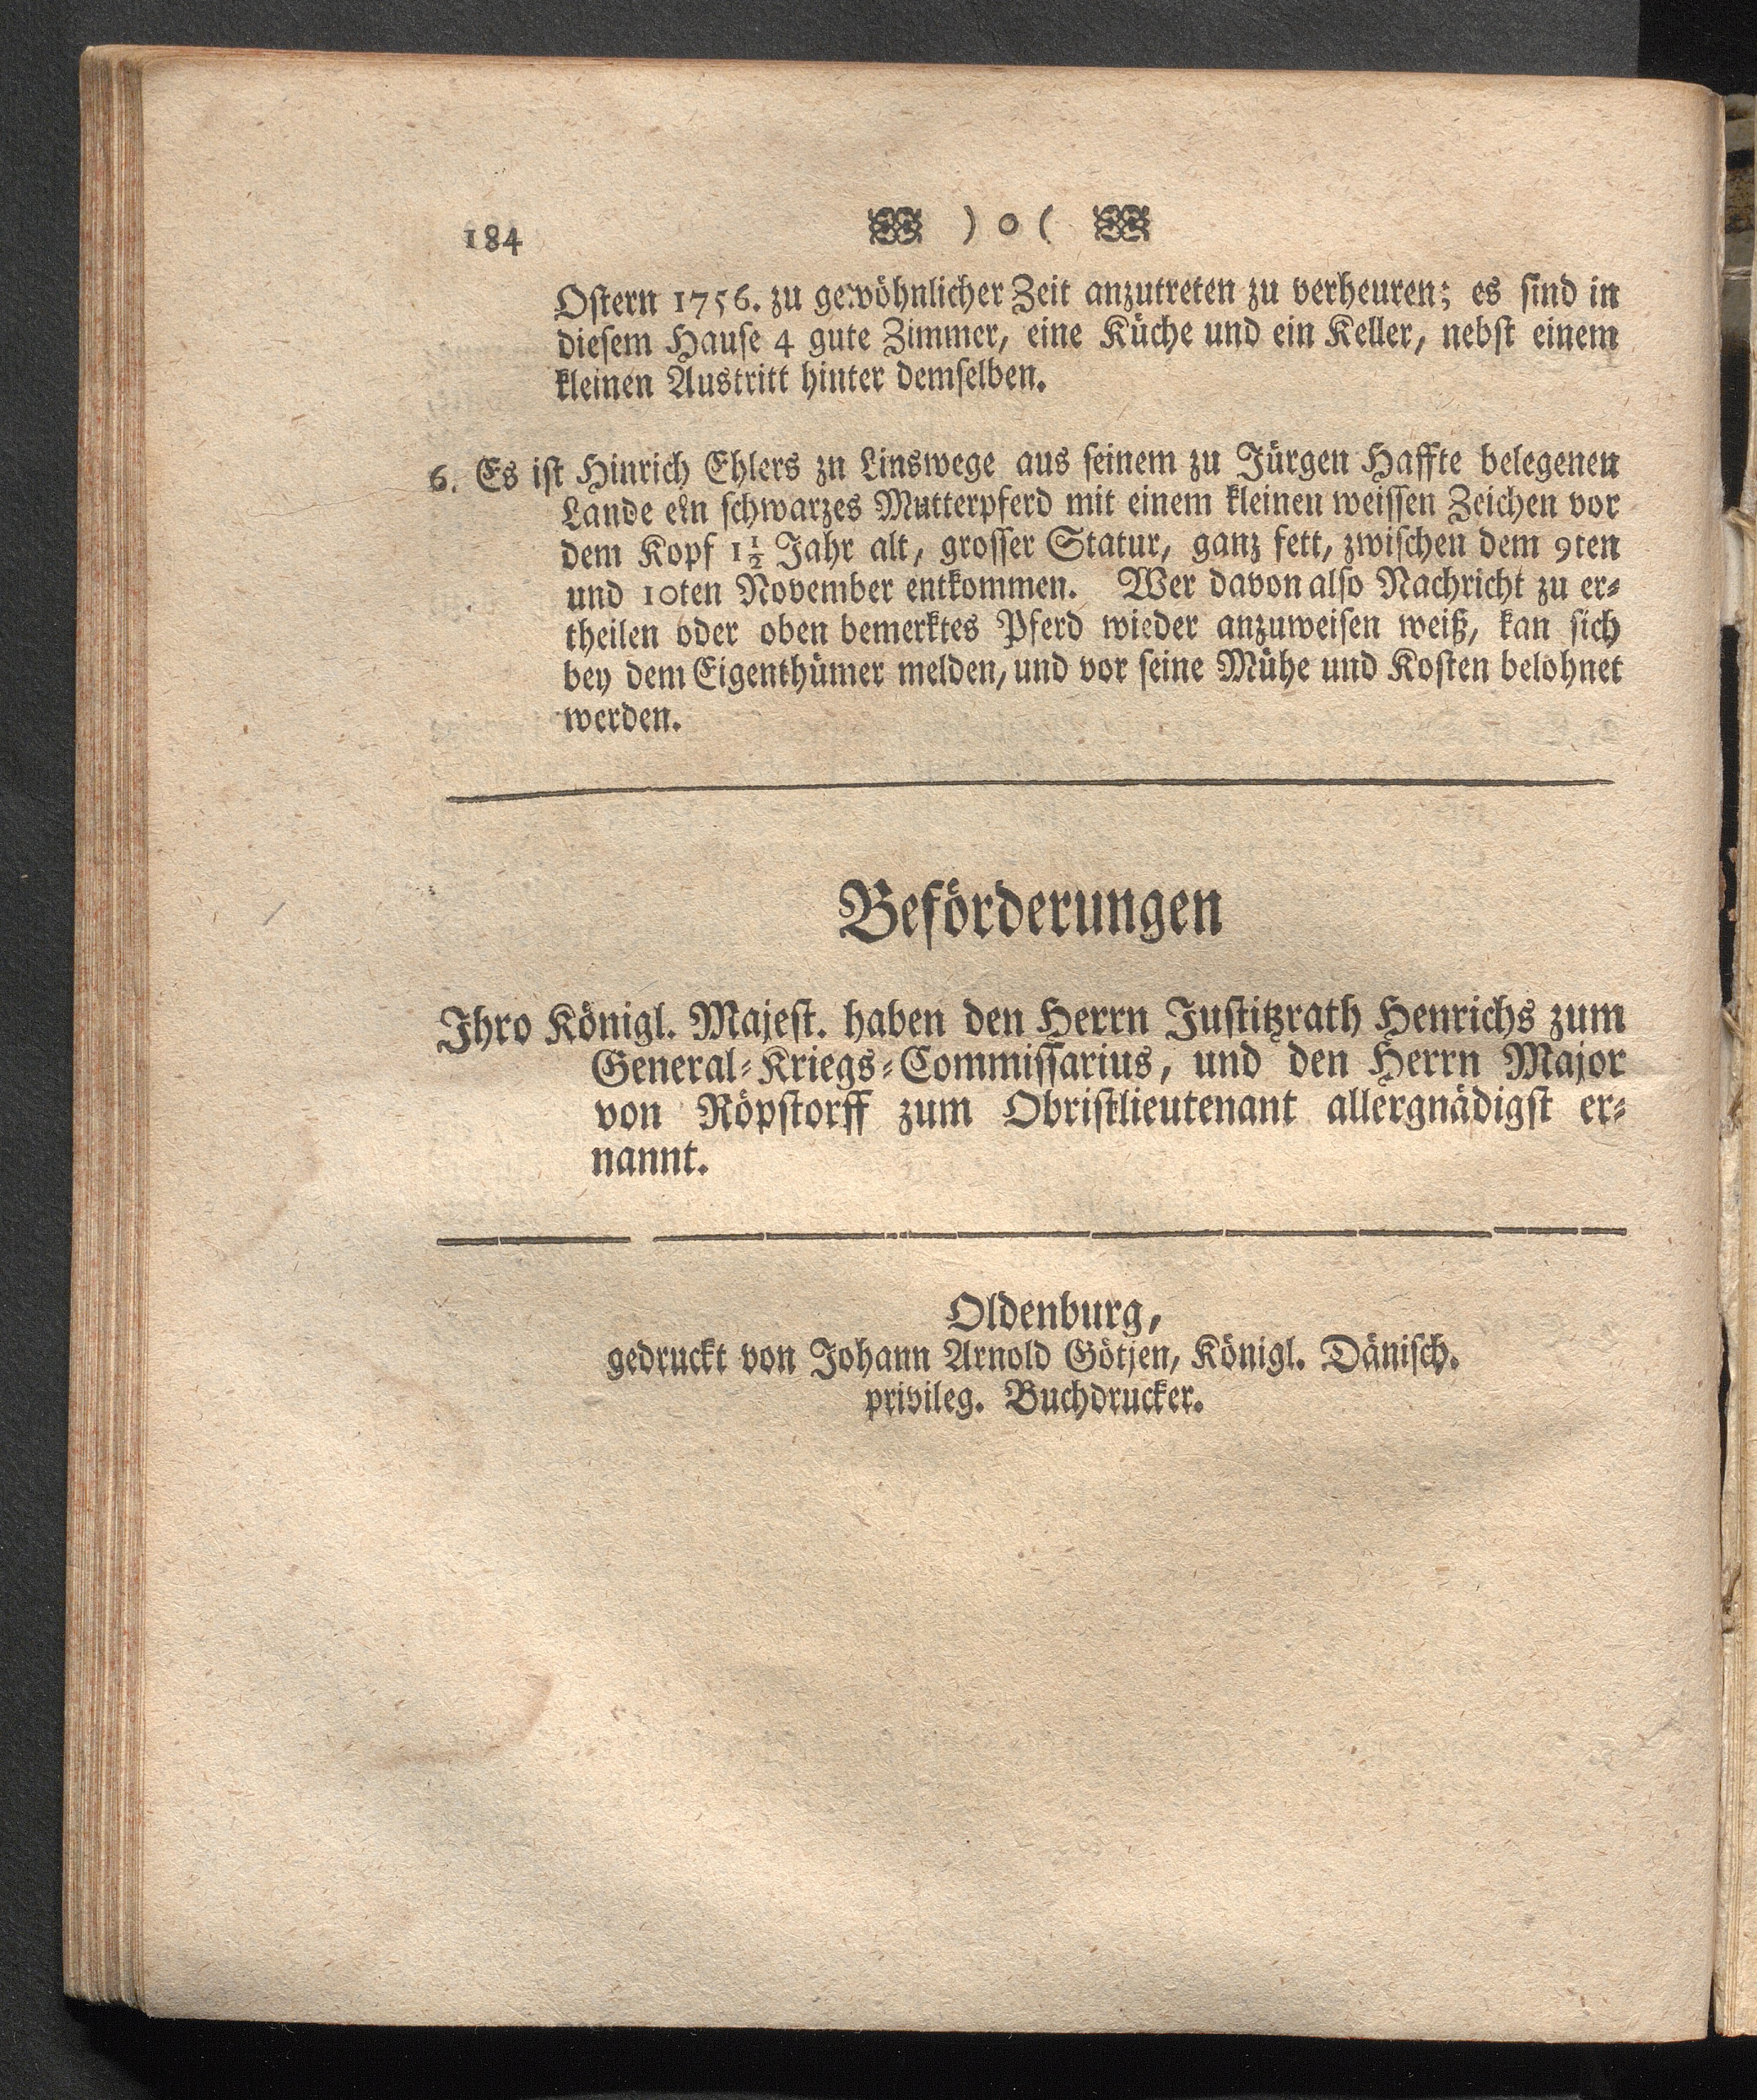 184 ) o (
Ostern 1756. zu gewöhnlicher Zeit anzutreten zu verheuren; es sind in
diesem Hause 4 gute Zimmer, eine Küche und ein Keller, nebst einem
kleinen Austritt hinter demselben.
6. Es ist Hinrich Ehlers zu Linswege aus seinem zu Jürgen Haffte belegenen
Lande ein schwarzes Mutterpferd mit einem kleinen weissen Zeichen vor
dem Kopf 1½ Jahr alt, grosser Statur, ganz fett, zwischen dem 9ten
und 10ten November entkommen. Wer davon also Nachricht zu er-
theilen oder oben bemerktes Pferd wieder anzuweisen weiß, kan sich
bey dem Eigenthümer melden, und vor seine Mühe und Kosten belohnet
werden.
Beförderungen
Ihro Königl. Majest. haben den Herrn Justitzrath Henrichs zum
General-Kriegs-Commissarius, und den Herrn Major
von Röpstorff zum Obristlieutenant allergnädigst er-
nannt.
Oldenburg,
gedruckt von Johann Arnold Götjen, Königl. Dänisch.
privileg. Buchdrucker.